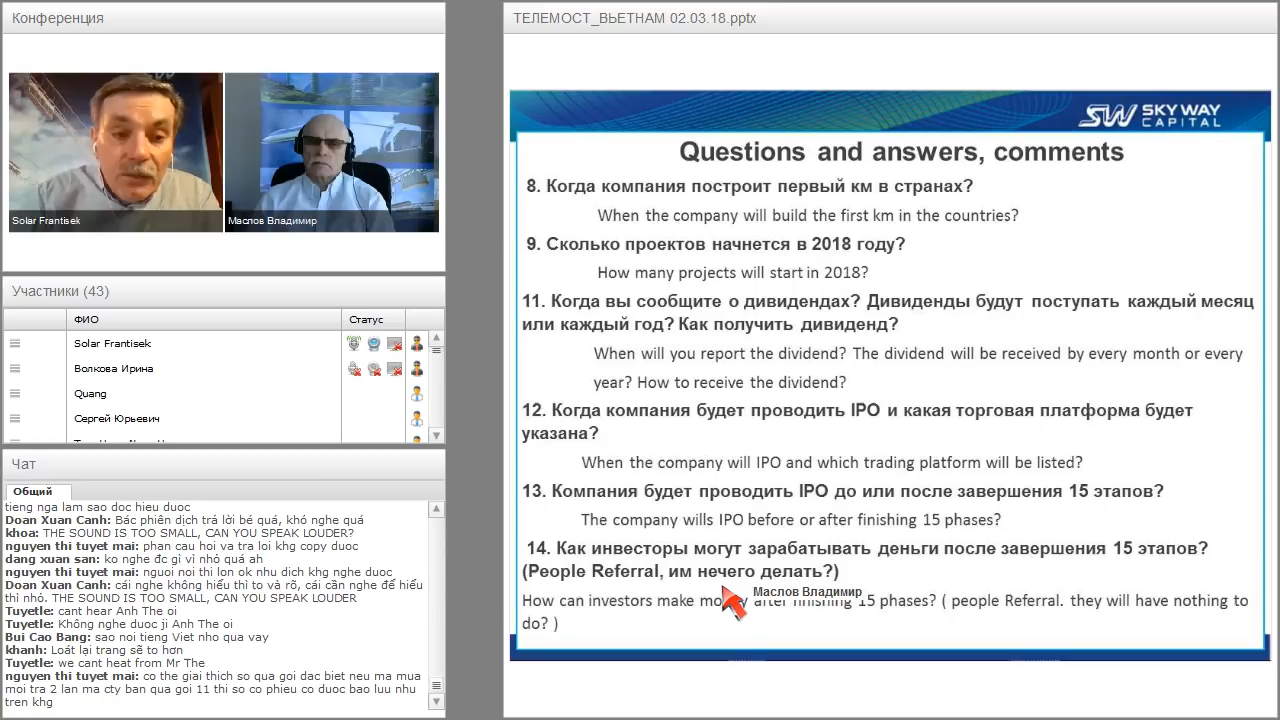 Конференция
Solar Frantisek
Маслов Владимир
Участники (43)
ФИО
Статус
Solar Frantisek
Волкова Ирина
Quang
Сергей Юрьевич
Чат
Общий
tieng nga lam sao doc hieu duoc
Doan Xuan Canh: Bác phiên dịch trả lời bé quá, khó nghe quá
khoa: THE SOUND IS TOO SMALL, CAN YOU SPEAK LOUDER?
nguyen thi tuyet mai: phan cau hoi va tra loi khg copy duoc
dang xuan san: ko nghe đc gì vì nhỏ quá ah
nguyen thi tuyet mai: nguoi noi thi lon ok nhu dich khg nghe duoc
Doan Xuan Canh: cái nghe không hiểu thì to và rõ, cái cần nghe để hiểu
thì nhỏ. THE SOUND IS TOO SMALL, CAN YOU SPEAK LOUDER
Tuyetle: cant hear Anh The oi
Tuyetle: Không nghe duoc ji Anh The oi
Bui Cao Bang: sao noi tieng Viet nho qua vay
khanh: Loát lại trang sẽ to hơn
Tuyetle: we cant heat from Mr The
nguyen thi tuyet mai: co the giai thich so qua goi dac biet neu ma mua
moi tra 2 lan ma cty ban qua goi 11 thi so co phieu co duoc bao luu nhu
tren khg
ТЕЛЕМОСТ_ВЬЕТНАМ 02.03.18.pptx
SW SKY WAY
CAPITAL
Questions and answers, comments
8. Когда компания построит первый км в странах?
When the company will build the first km in the countries?
9. Сколько проектов начнется в 2018 году?
How many projects will start in 2018?
11. Когда вы сообщите о дивидендах? Дивиденды будут поступать каждый месяц
или каждый год? Как получить дивиденд?
When will you report the dividend? The dividend will be received by every month or every
year? How to receive the dividend?
12. Когда компания будет проводить IPO и какая торговая платформа будет
указана?
When the company will IPO and which trading platform will be listed?
13. Компания будет проводить IPO до или после завершения 15 этапов?
The company wills IPO before or after finishing 15 phases?
14. Как инвесторы могут зарабатывать деньги после завершения 15 этапов?
(People Referral, им нечего делать?)
Маслов Владимир
How can investors make money after finishing 15 phases? ( people Referral. they will have nothing to
do? )